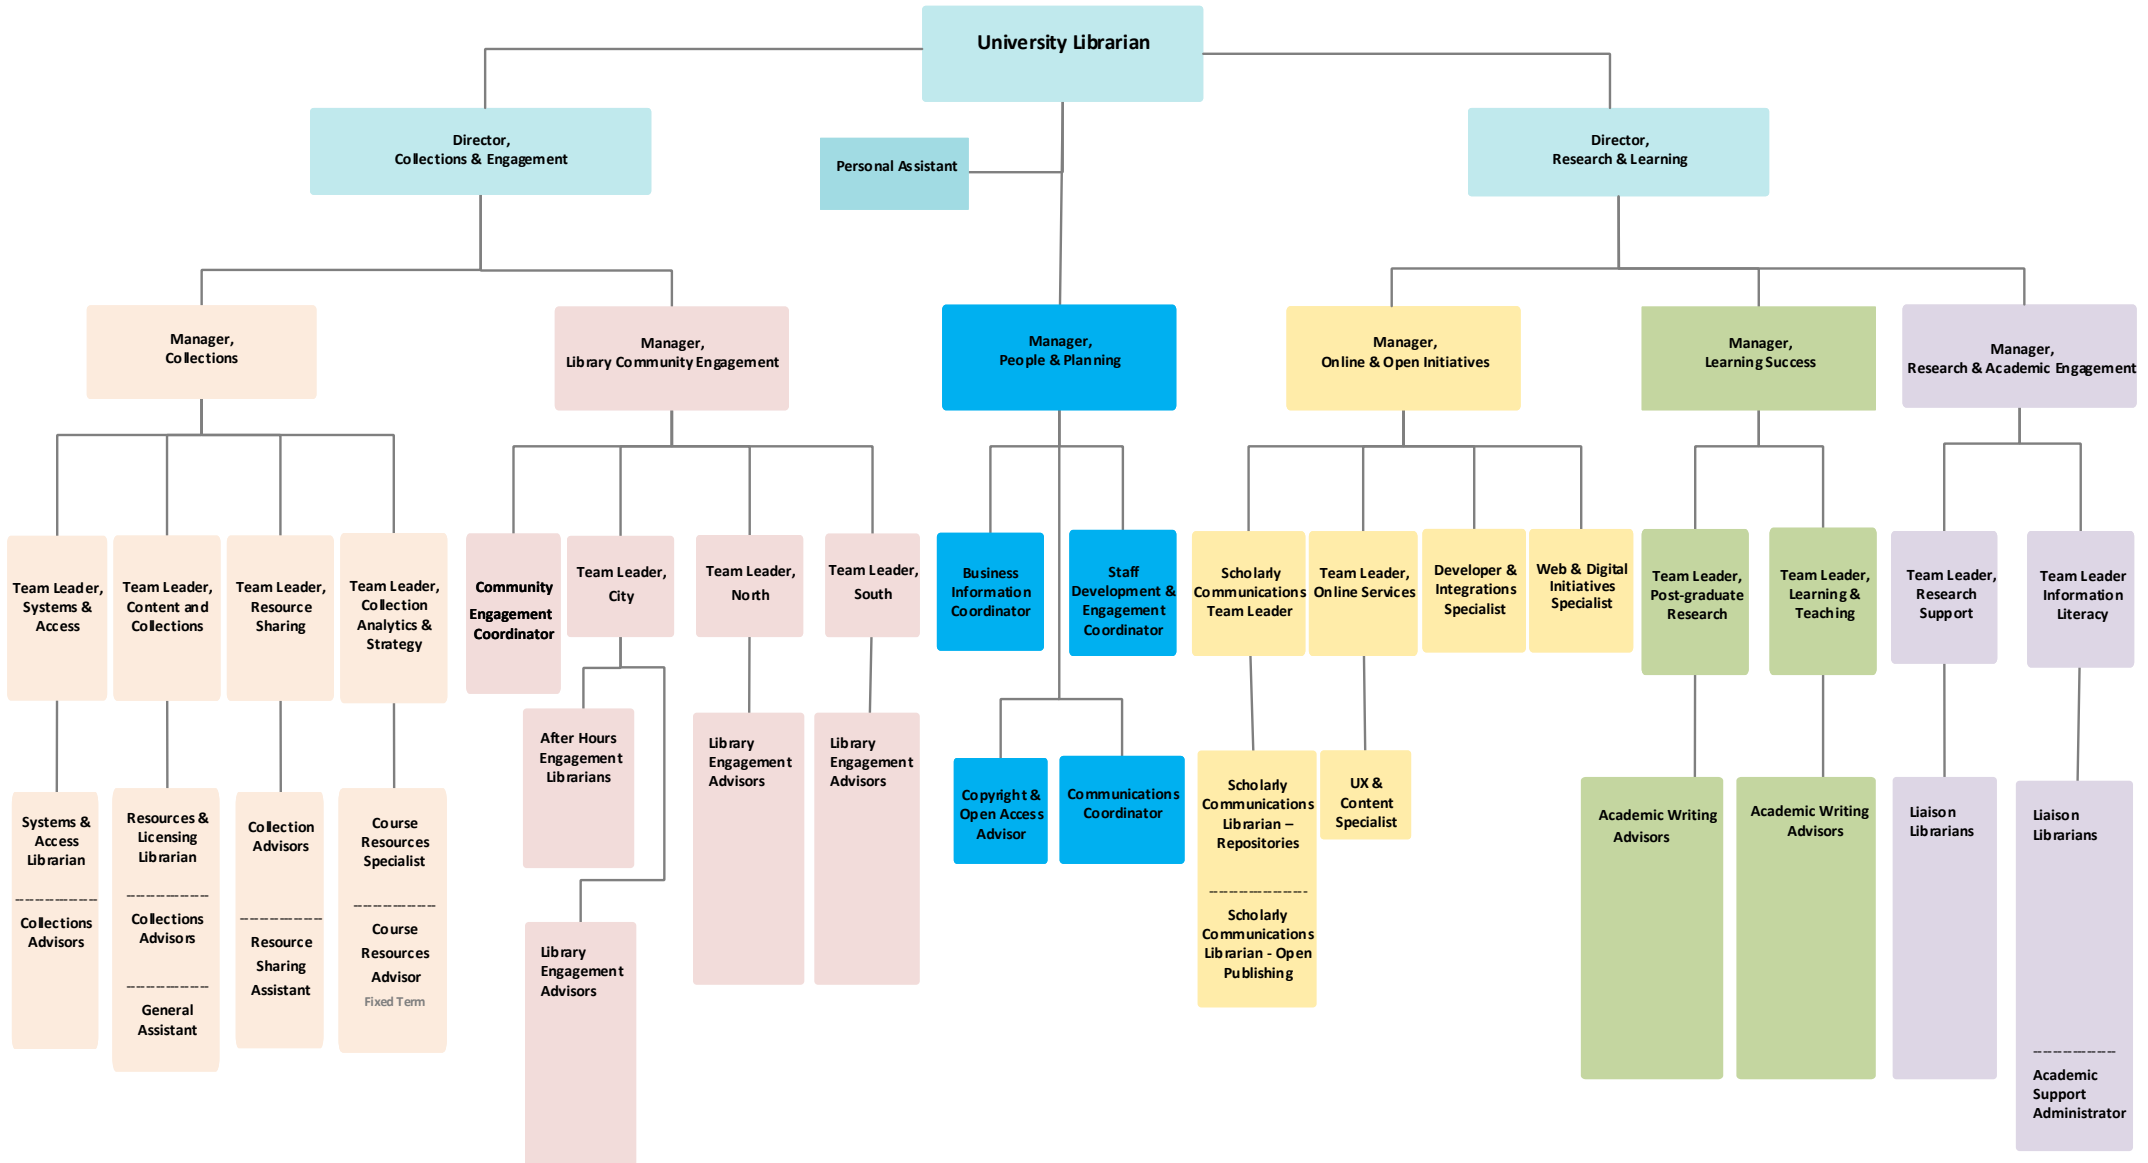 University Librarian
Director,
Collections & Engagement
Personal Assistant
Director,
Research & Learning
Manager,
Collections
Manager,
Library Community Engagement
Manager,
People & Planning
Manager,
Online & Open Initiatives
Manager,
Learning Success
Manager,
Research & Academic Engagement
Team Leader,
Systems &
Access
Team Leader,
Content and
Collections
Team Leader,
Resource
Sharing
Team Leader,
Collection
Analytics &
Strategy
Community
Engagement
Coordinator
Team Leader,
City
Team Leader,
North
Team Leader,
South
Business
Information
Coordinator
Staff
Development &
Engagement
Coordinator
Scholarly
Communications
Team Leader
Team Leader,
Online Services
Developer &
Integrations
Specialist
Web & Digital
Initiatives
Specialist
Team Leader,
Post-graduate
Research
Team Leader,
Learning &
Teaching
Team Leader,
Research
Support
Team Leader
Information
Literacy
Systems &
Access
Librarian
----------------
Collections
Advisors
Resources &
Licensing
Librarian
----------------
Collections
Advisors
----------------
General
Assistant
Collection
Advisors
----------------
Resource
Sharing
Assistant
Course
Resources
Specialist
----------------
Course
Resources
Advisor
Fixed Term
After Hours
Engagement
Librarians
Library
Engagement
Advisors
Library
Engagement
Advisors
Library
Engagement
Advisors
Copyright &
Open Access
Advisor
Communications
Coordinator
Scholarly
Communications
Librarian –
Repositories
-------------------
Scholarly
Communications
Librarian - Open
Publishing
UX &
Content
Specialist
Academic Writing
Advisors
Academic Writing
Advisors
Liaison
Librarians
Liaison
Librarians
----------------
Academic
Support
Administrator